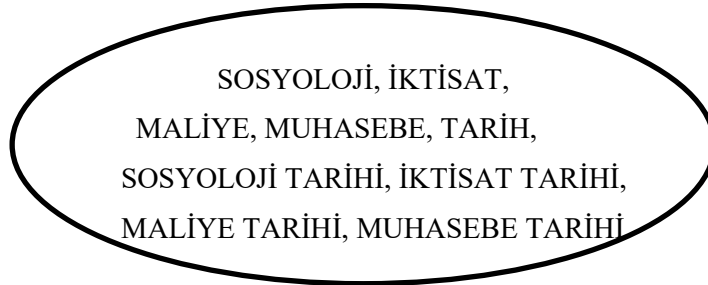 SOSYOLOJİ, İKTİSAT,
MALİYE, MUHASEBE, TARİH,
SOSYOLOJİ TARİHİ, İKTİSAT TARİHİ,
MALİYE TARİHİ, MUHASEBE TARİHİ